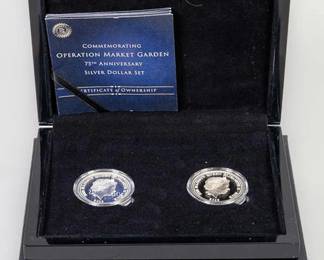 Commemorating
Operation Market Garden
75th Anniversary
Silver Dollar Set
Certificate of Ownership